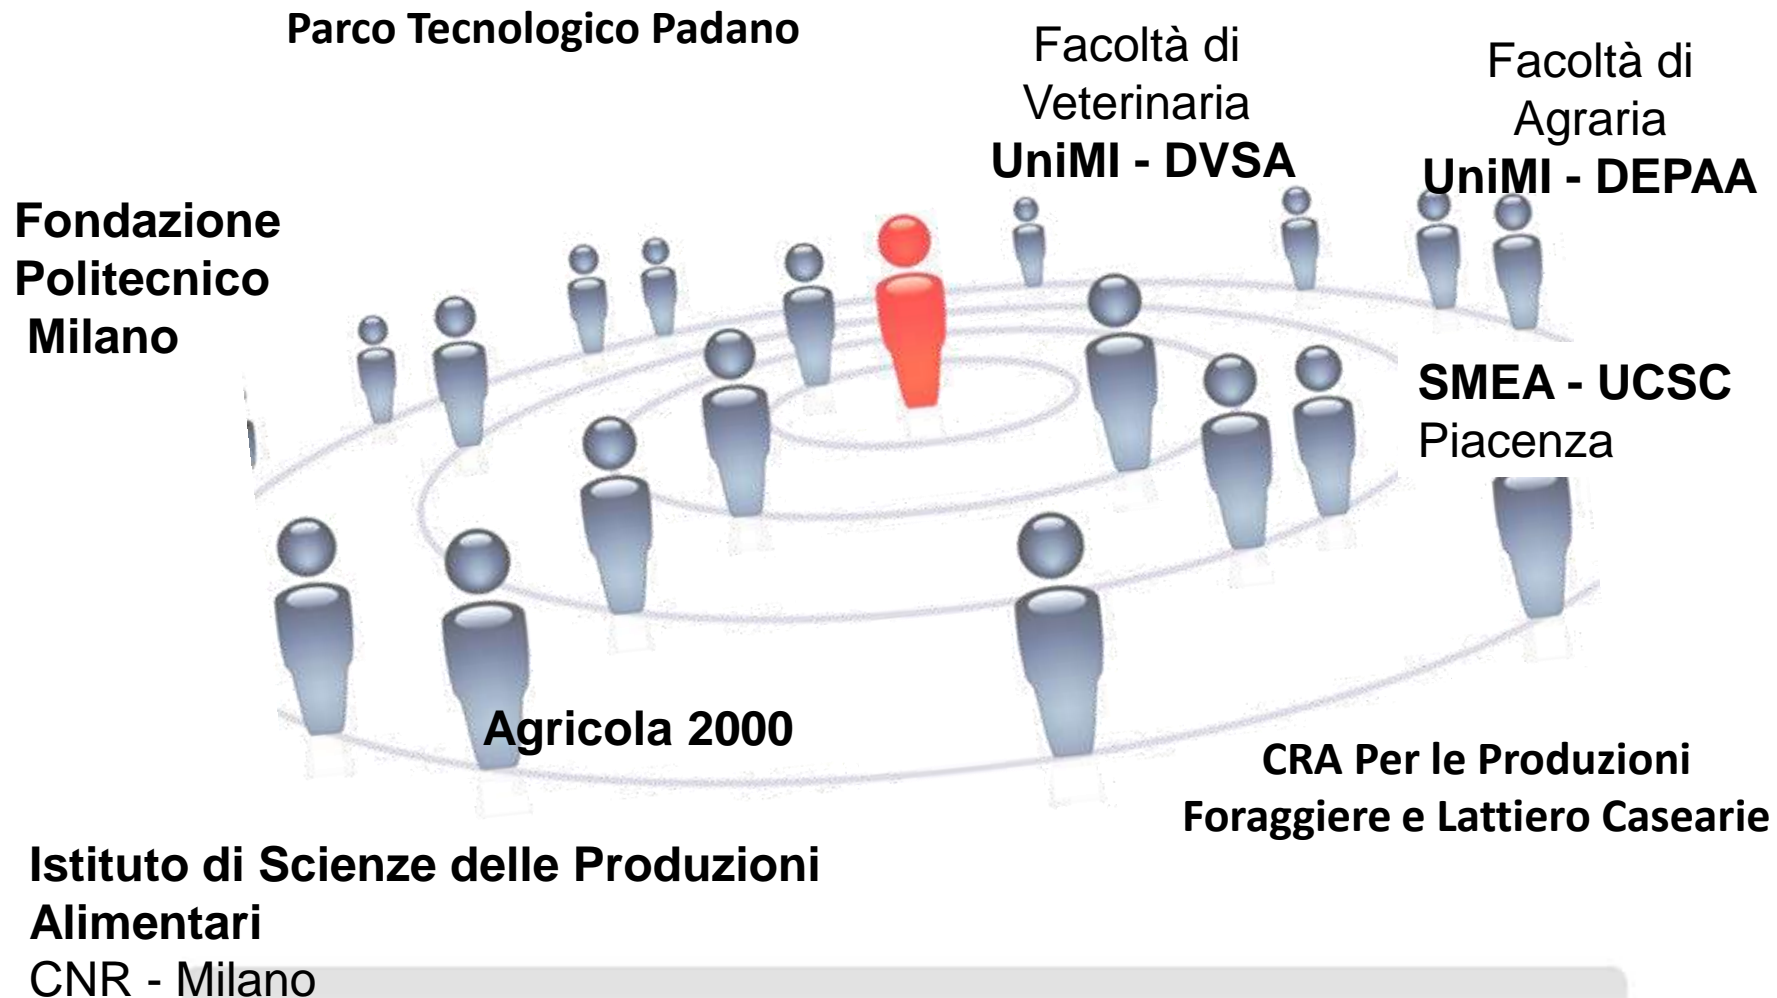 Parco Tecnologico Padano
Facoltà di
Veterinaria
UniMI - DVSA
Facoltà di
Agraria
UniMI - DEPAA
Fondazione
Politecnico
Milano
SMEA - UCSC
Piacenza
Agricola 2000
CRA Per le Produzioni
Foraggiere e Lattiero Casearie
Istituto di Scienze delle Produzioni
Alimentari
CNR - Milano